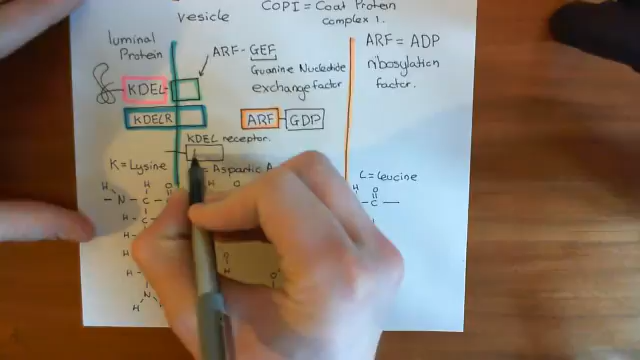 vesicle
COPI = Coat Protein
complex 1.
luminal
Protein
ARF-GEF
Guanine Nucleotide
exchange factor
ARF = ADP
ribosylation
factor.
KDEL
KDELR
ARF GDP
KDEL receptor.
K = Lysine
= Aspartic A
L = Leucine
H O H O O
N C C C
H C
H
H
H
N
H